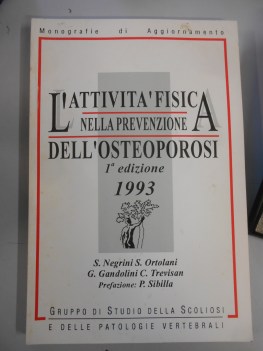 Monografie di Aggiornamento
L'ATTIVITA' FISICA
NELLA PREVENZIONE
DELL'OSTEOPOROSI
1ª edizione
1993
S. Negrini S. Ortolani
G. Gandolini C. Trevisan
Prefazione: P. Sibilla
GRUPPO DI STUDIO DELLA SCOLIOSI
E DELLE PATOLOGIE VERTEBRALI